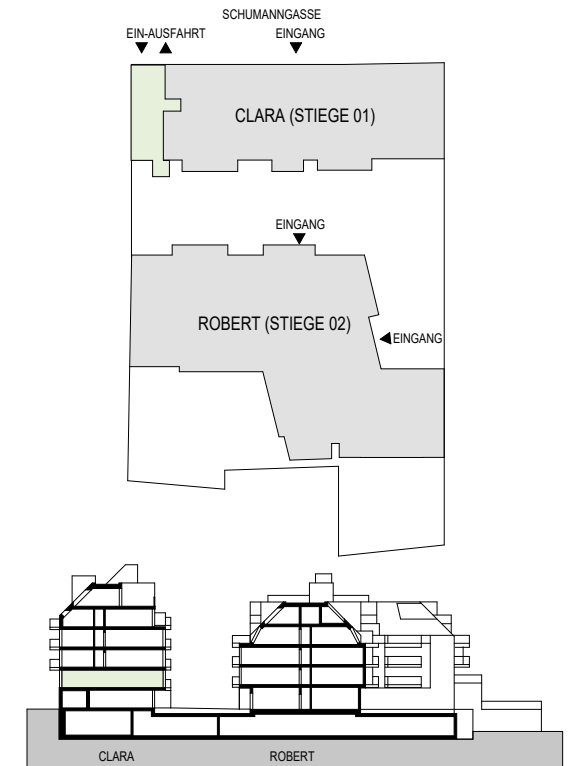 SCHUMANNGASSE
EIN-AUSFAHRT EINGANG
CLARA (STIEGE 01)
EINGANG
ROBERT (STIEGE 02)
EINGANG
CLARA ROBERT